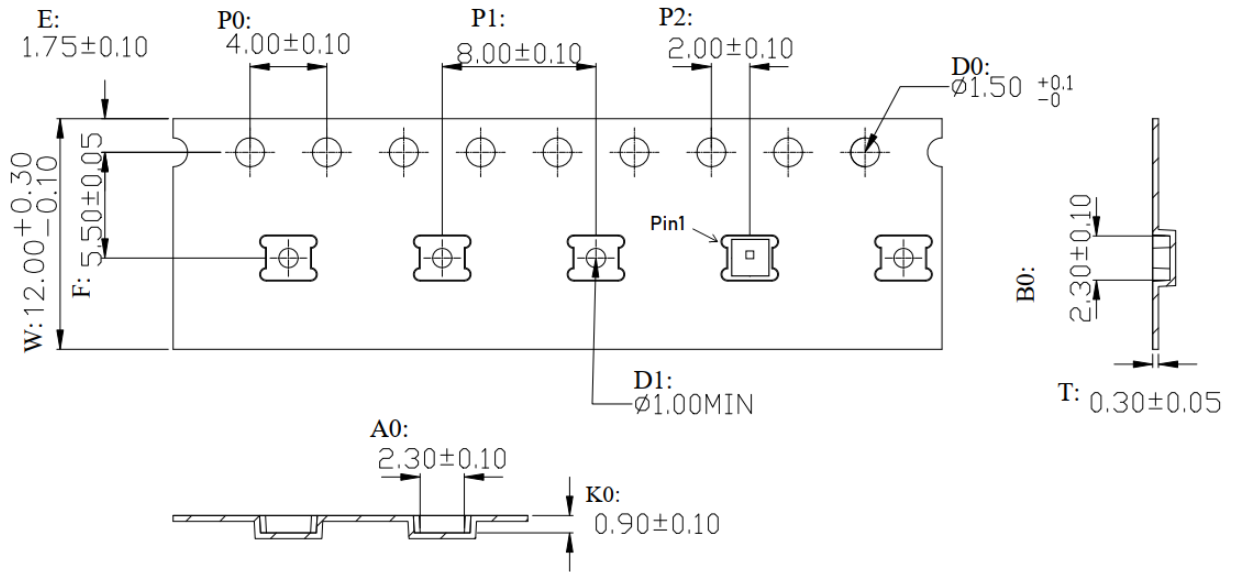 E:
1.75±0.10
P0:
4.00±0.10
P1:
8.00±0.10
P2:
2.00±0.10
D0:
Ø1.50 +0.1
-0
W: 12.00 +0.30
-0.10
F: 5.50±0.05
Pin1
B0:
2.30±0.10
D1:
Ø1.00MIN
T: 0.30±0.05
A0:
2.30±0.10
K0:
0.90±0.10